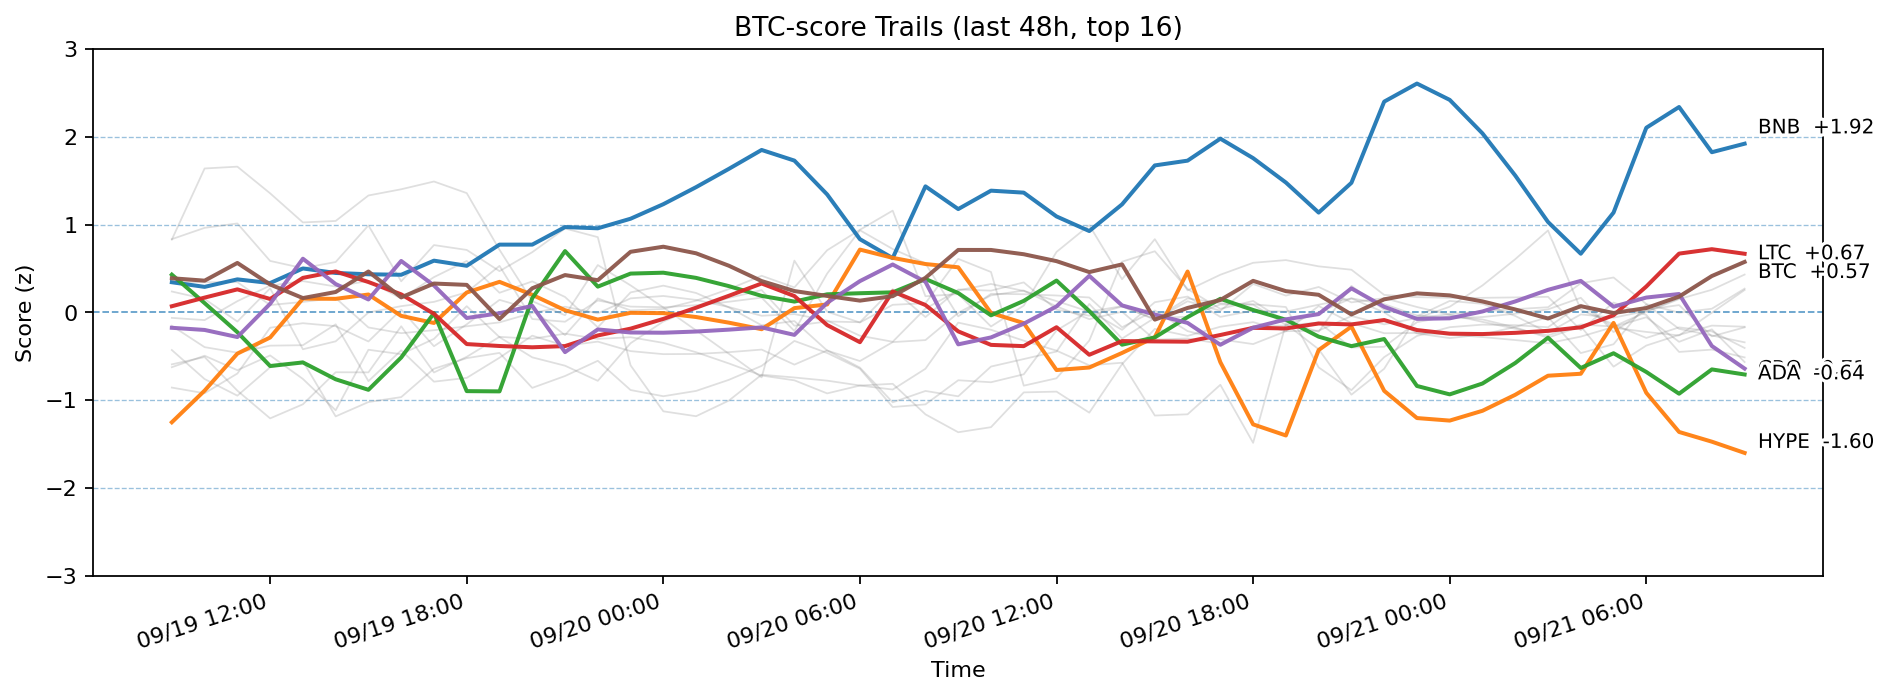 BTC-score Trails (last 48h, top 16)
Score (z)
3
2
1
0
−1
−2
−3
BNB +1.92
LTC +0.67
BTC +0.57
ADA -0.64
HYPE -1.60
09/19 12:00
09/19 18:00
09/20 00:00
09/20 06:00
09/20 12:00
09/20 18:00
09/21 00:00
09/21 06:00
Time